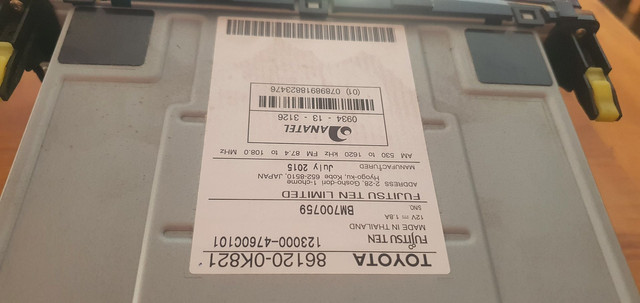 TOYOTA 86120-0K821
FUJITSU TEN 123000-4760C101
MADE IN THAILAND
12V ⎓ 1.8A
SNO. BM700759
FUJITSU TEN LIMITED
ADDRESS 2-28, Gosho-dori 1-chome
Hyogo-ku, Kobe 652-8510, JAPAN
MANUFACTURED July 2015
AM 530 to 1620 kHz FM 87.4 to 108.0 MHz
ANATEL
0934 - 13 - 3126
(01) 07898918823476